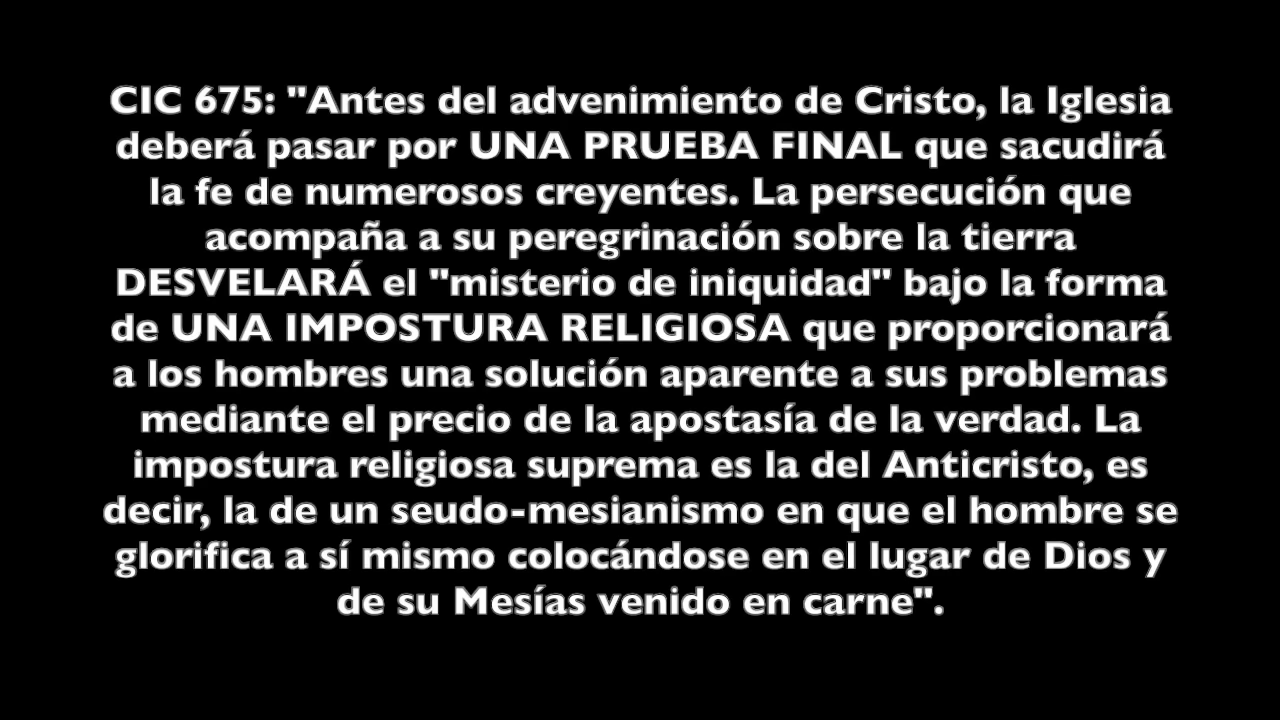 CIC 675: "Antes del advenimiento de Cristo, la Iglesia
deberá pasar por UNA PRUEBA FINAL que sacudirá
la fe de numerosos creyentes. La persecución que
acompaña a su peregrinación sobre la tierra
DESVELARÁ el "misterio de iniquidad" bajo la forma
de UNA IMPOSTURA RELIGIOSA que proporcionará
a los hombres una solución aparente a sus problemas
mediante el precio de la apostasía de la verdad. La
impostura religiosa suprema es la del Anticristo, es
decir, la de un seudo-mesianismo en que el hombre se
glorifica a sí mismo colocándose en el lugar de Dios y
de su Mesías venido en carne".